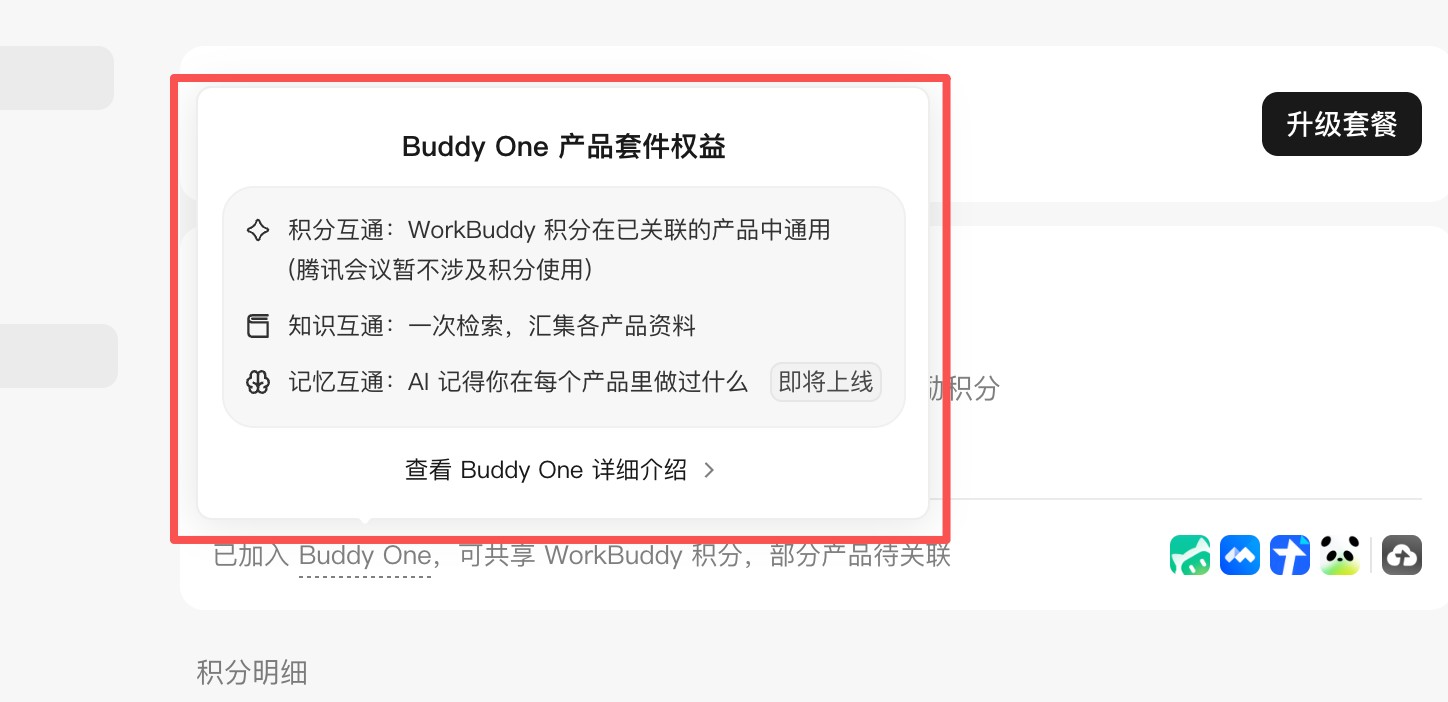 升级套餐
Buddy One 产品套件权益
积分互通：WorkBuddy 积分在已关联的产品中通用
(腾讯会议暂不涉及积分使用)
知识互通：一次检索，汇集各产品资料
记忆互通：AI 记得你在每个产品里做过什么 即将上线
励积分
查看 Buddy One 详细介绍 >
已加入 Buddy One，可共享 WorkBuddy 积分，部分产品待关联
积分明细